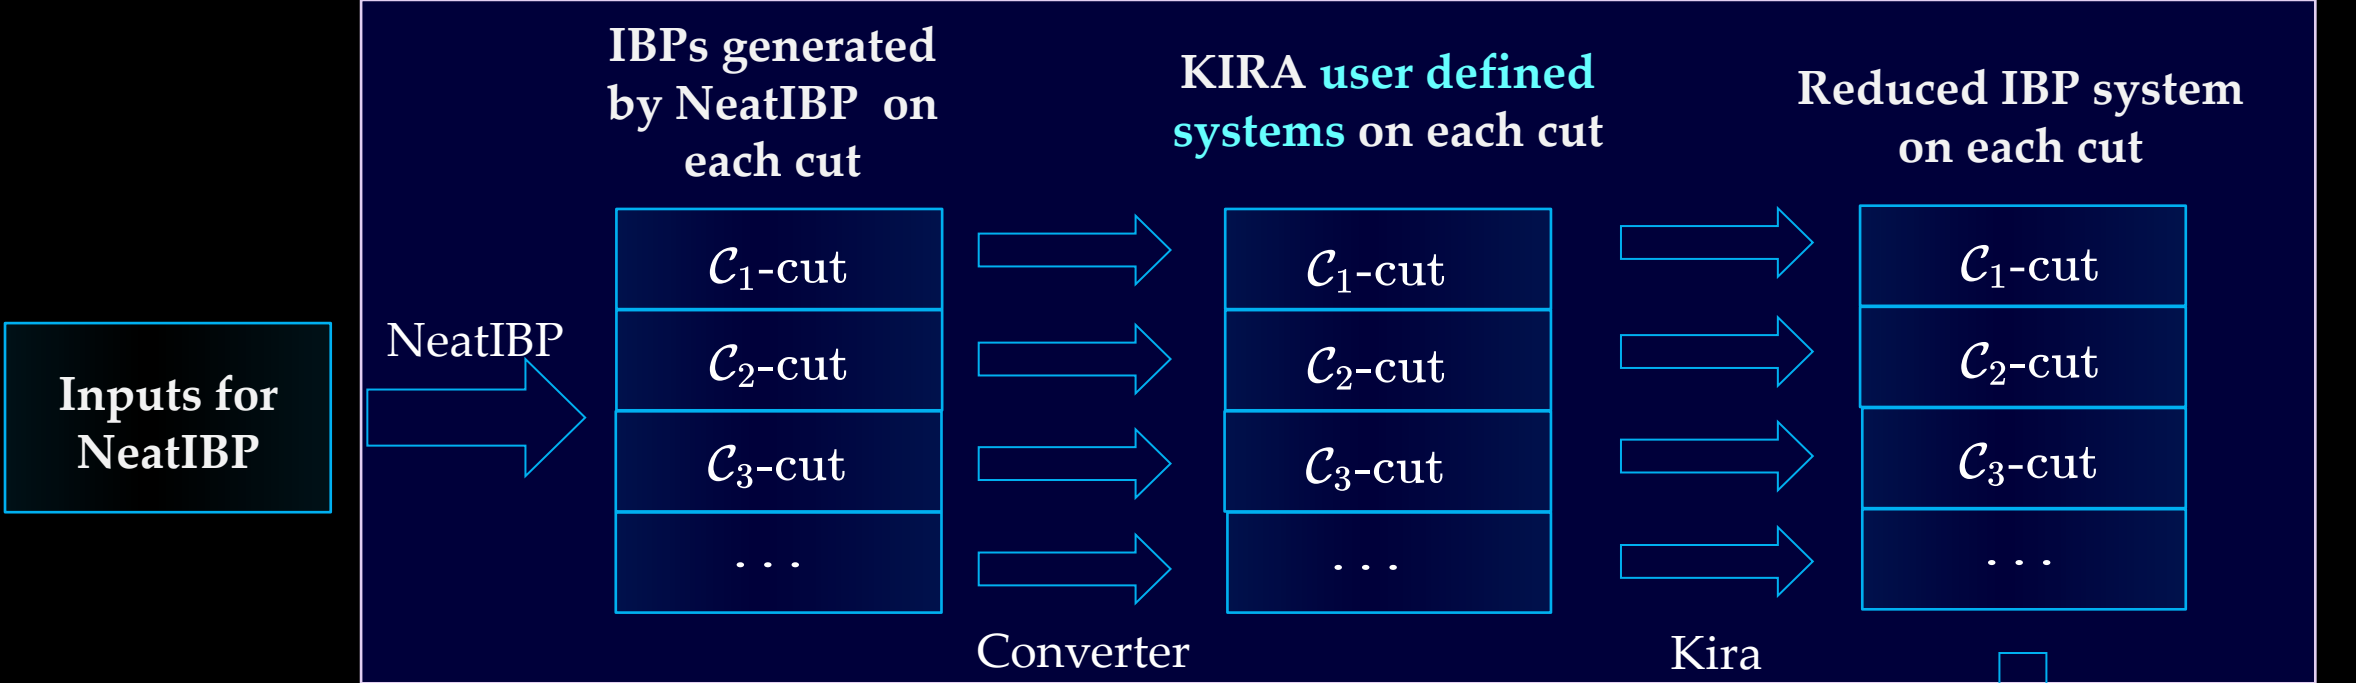 IBPs generated
by NeatIBP on
each cut
KIRA user defined
systems on each cut
Reduced IBP system
on each cut
Inputs for
NeatIBP
NeatIBP
𝒞₁-cut
𝒞₂-cut
𝒞₃-cut
...
Converter
𝒞₁-cut
𝒞₂-cut
𝒞₃-cut
...
Kira
𝒞₁-cut
𝒞₂-cut
𝒞₃-cut
...